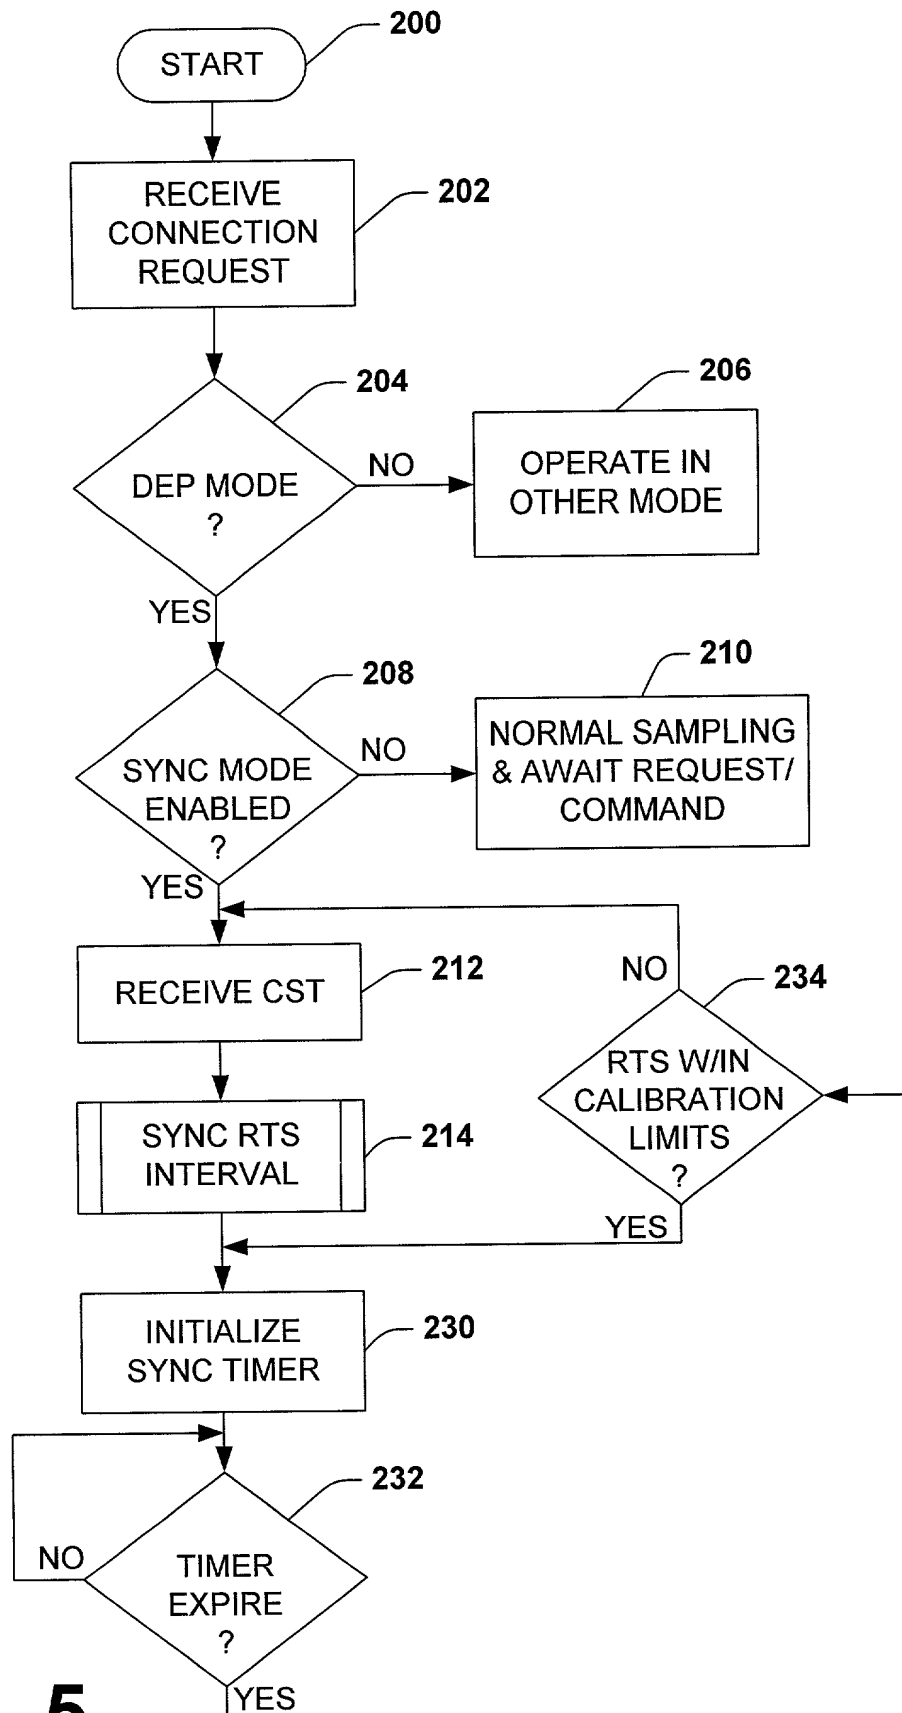 200
START
202
RECEIVE
CONNECTION
REQUEST
204
206
DEP MODE
?
NO
OPERATE IN
OTHER MODE
YES
208
210
SYNC MODE
ENABLED
?
NO
NORMAL SAMPLING
& AWAIT REQUEST/
COMMAND
YES
212
RECEIVE CST
NO
234
RTS W/IN
CALIBRATION
LIMITS
?
214
SYNC RTS
INTERVAL
YES
230
INITIALIZE
SYNC TIMER
232
NO
TIMER
EXPIRE
?
YES
5